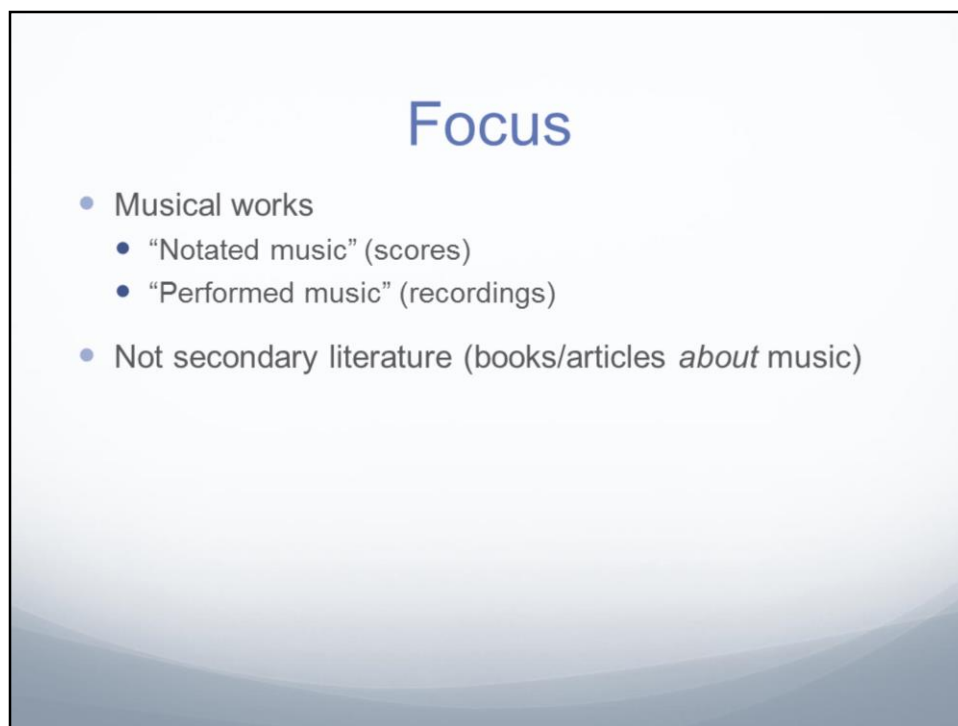 Focus
• Musical works
• “Notated music” (scores)
• “Performed music” (recordings)
• Not secondary literature (books/articles about music)